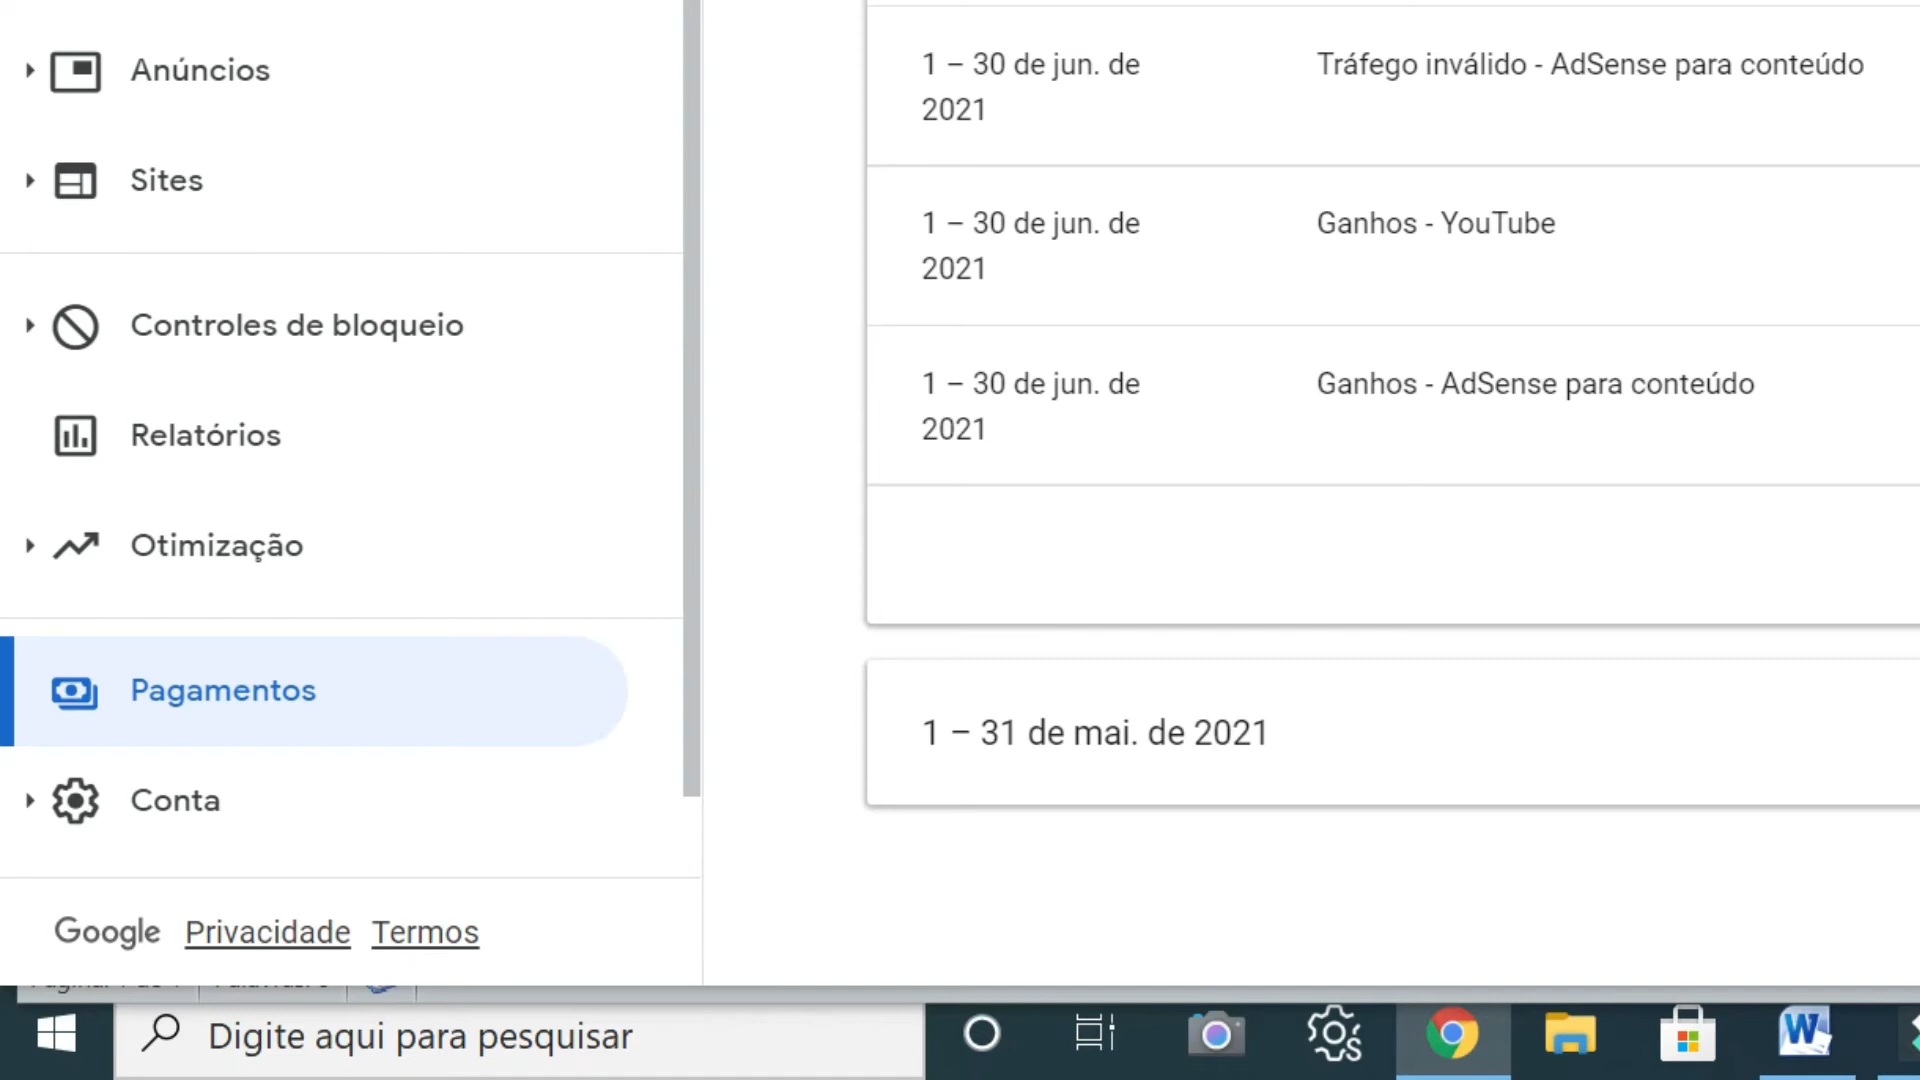 Anúncios
Sites
Controles de bloqueio
Relatórios
Otimização
Pagamentos
Conta
Google Privacidade Termos
1 – 30 de jun. de
2021
Tráfego inválido - AdSense para conteúdo
1 – 30 de jun. de
2021
Ganhos - YouTube
1 – 30 de jun. de
2021
Ganhos - AdSense para conteúdo
1 – 31 de mai. de 2021
Digite aqui para pesquisar